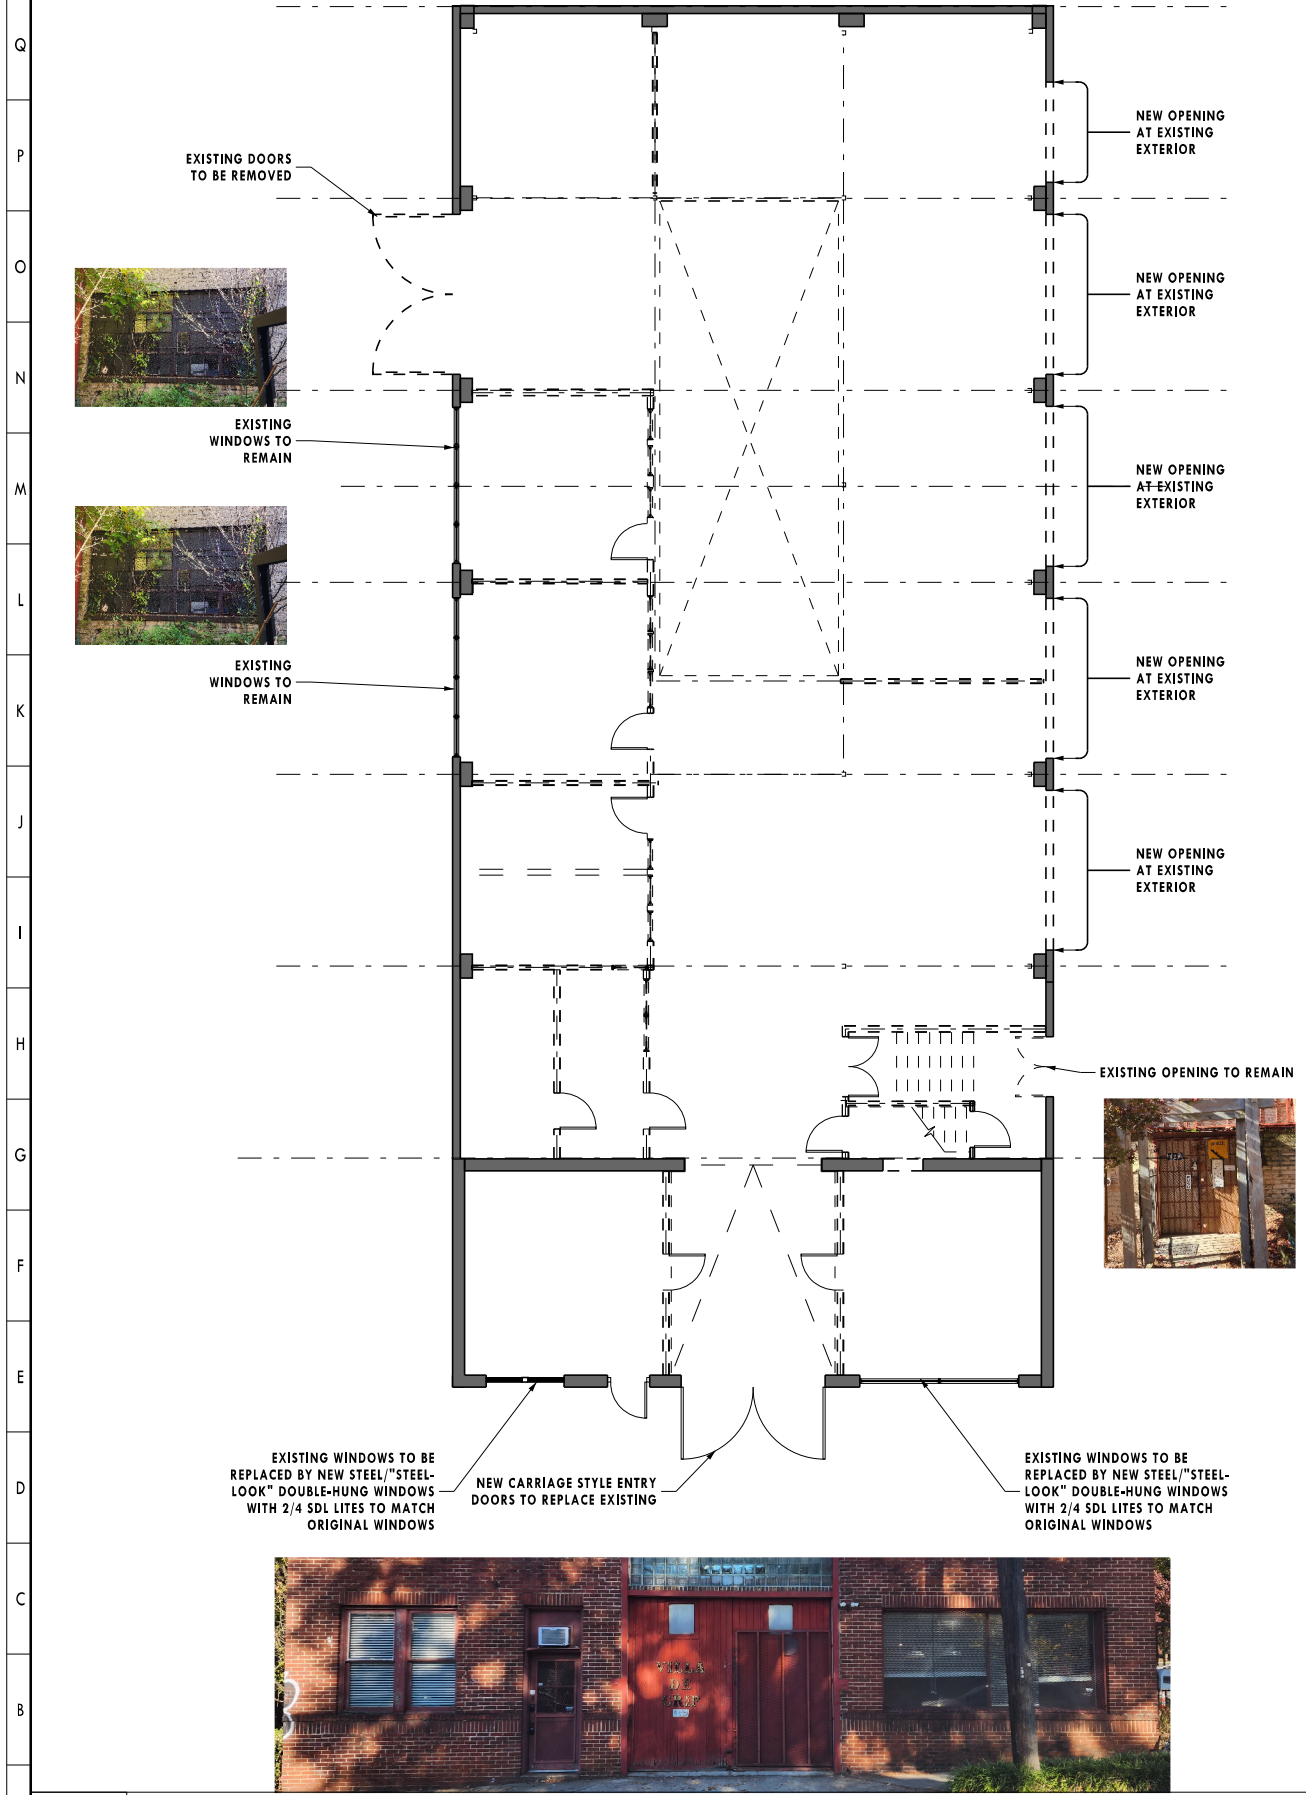 Q
P
O
N
M
L
K
J
I
H
G
F
E
D
C
B
NEW OPENING
AT EXISTING
EXTERIOR
EXISTING DOORS
TO BE REMOVED
NEW OPENING
AT EXISTING
EXTERIOR
EXISTING
WINDOWS TO
REMAIN
NEW OPENING
AT EXISTING
EXTERIOR
EXISTING
WINDOWS TO
REMAIN
NEW OPENING
AT EXISTING
EXTERIOR
NEW OPENING
AT EXISTING
EXTERIOR
EXISTING OPENING TO REMAIN
EXISTING WINDOWS TO BE
REPLACED BY NEW STEEL/"STEEL-
LOOK" DOUBLE-HUNG WINDOWS
WITH 2/4 SDL LITES TO MATCH
ORIGINAL WINDOWS
NEW CARRIAGE STYLE ENTRY
DOORS TO REPLACE EXISTING
EXISTING WINDOWS TO BE
REPLACED BY NEW STEEL/"STEEL-
LOOK" DOUBLE-HUNG WINDOWS
WITH 2/4 SDL LITES TO MATCH
ORIGINAL WINDOWS
VILLA
DE
GRIP